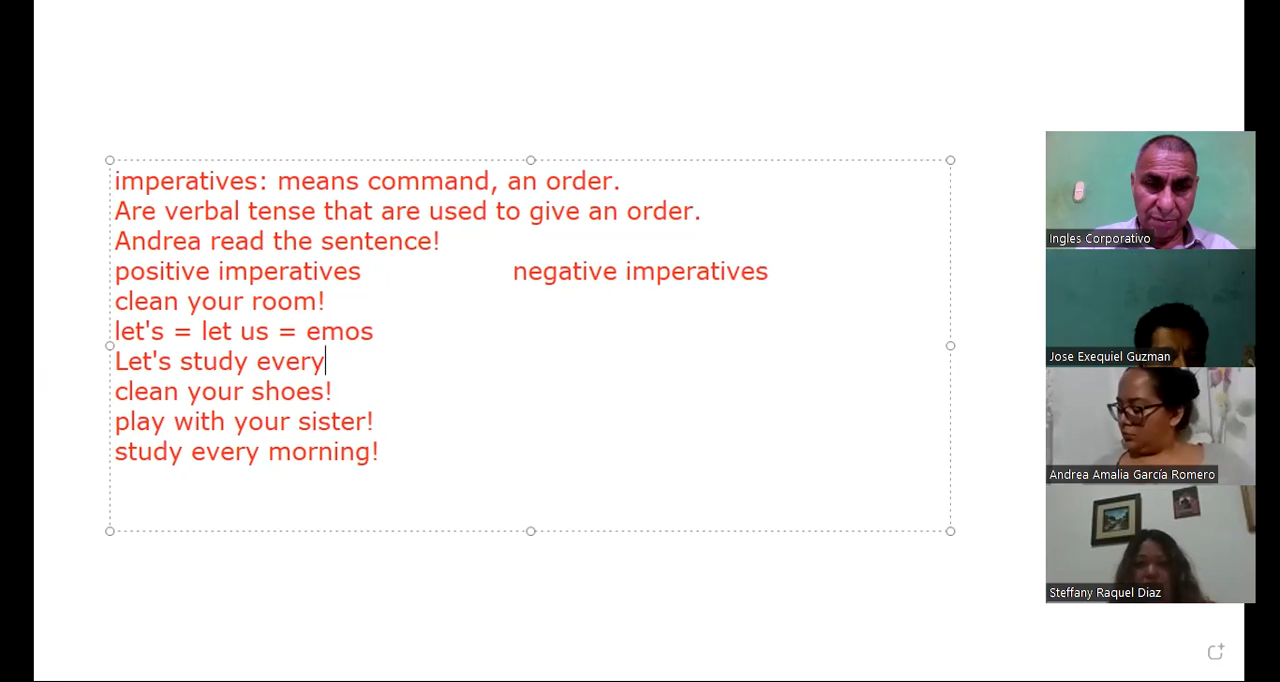 imperatives: means command, an order.
Are verbal tense that are used to give an order.
Andrea read the sentence!
positive imperatives negative imperatives
clean your room!
let's = let us = emos
Let's study every
clean your shoes!
play with your sister!
study every morning!
Ingles Corporativo
Jose Exequiel Guzman
Andrea Amalia García Romero
Steffany Raquel Diaz